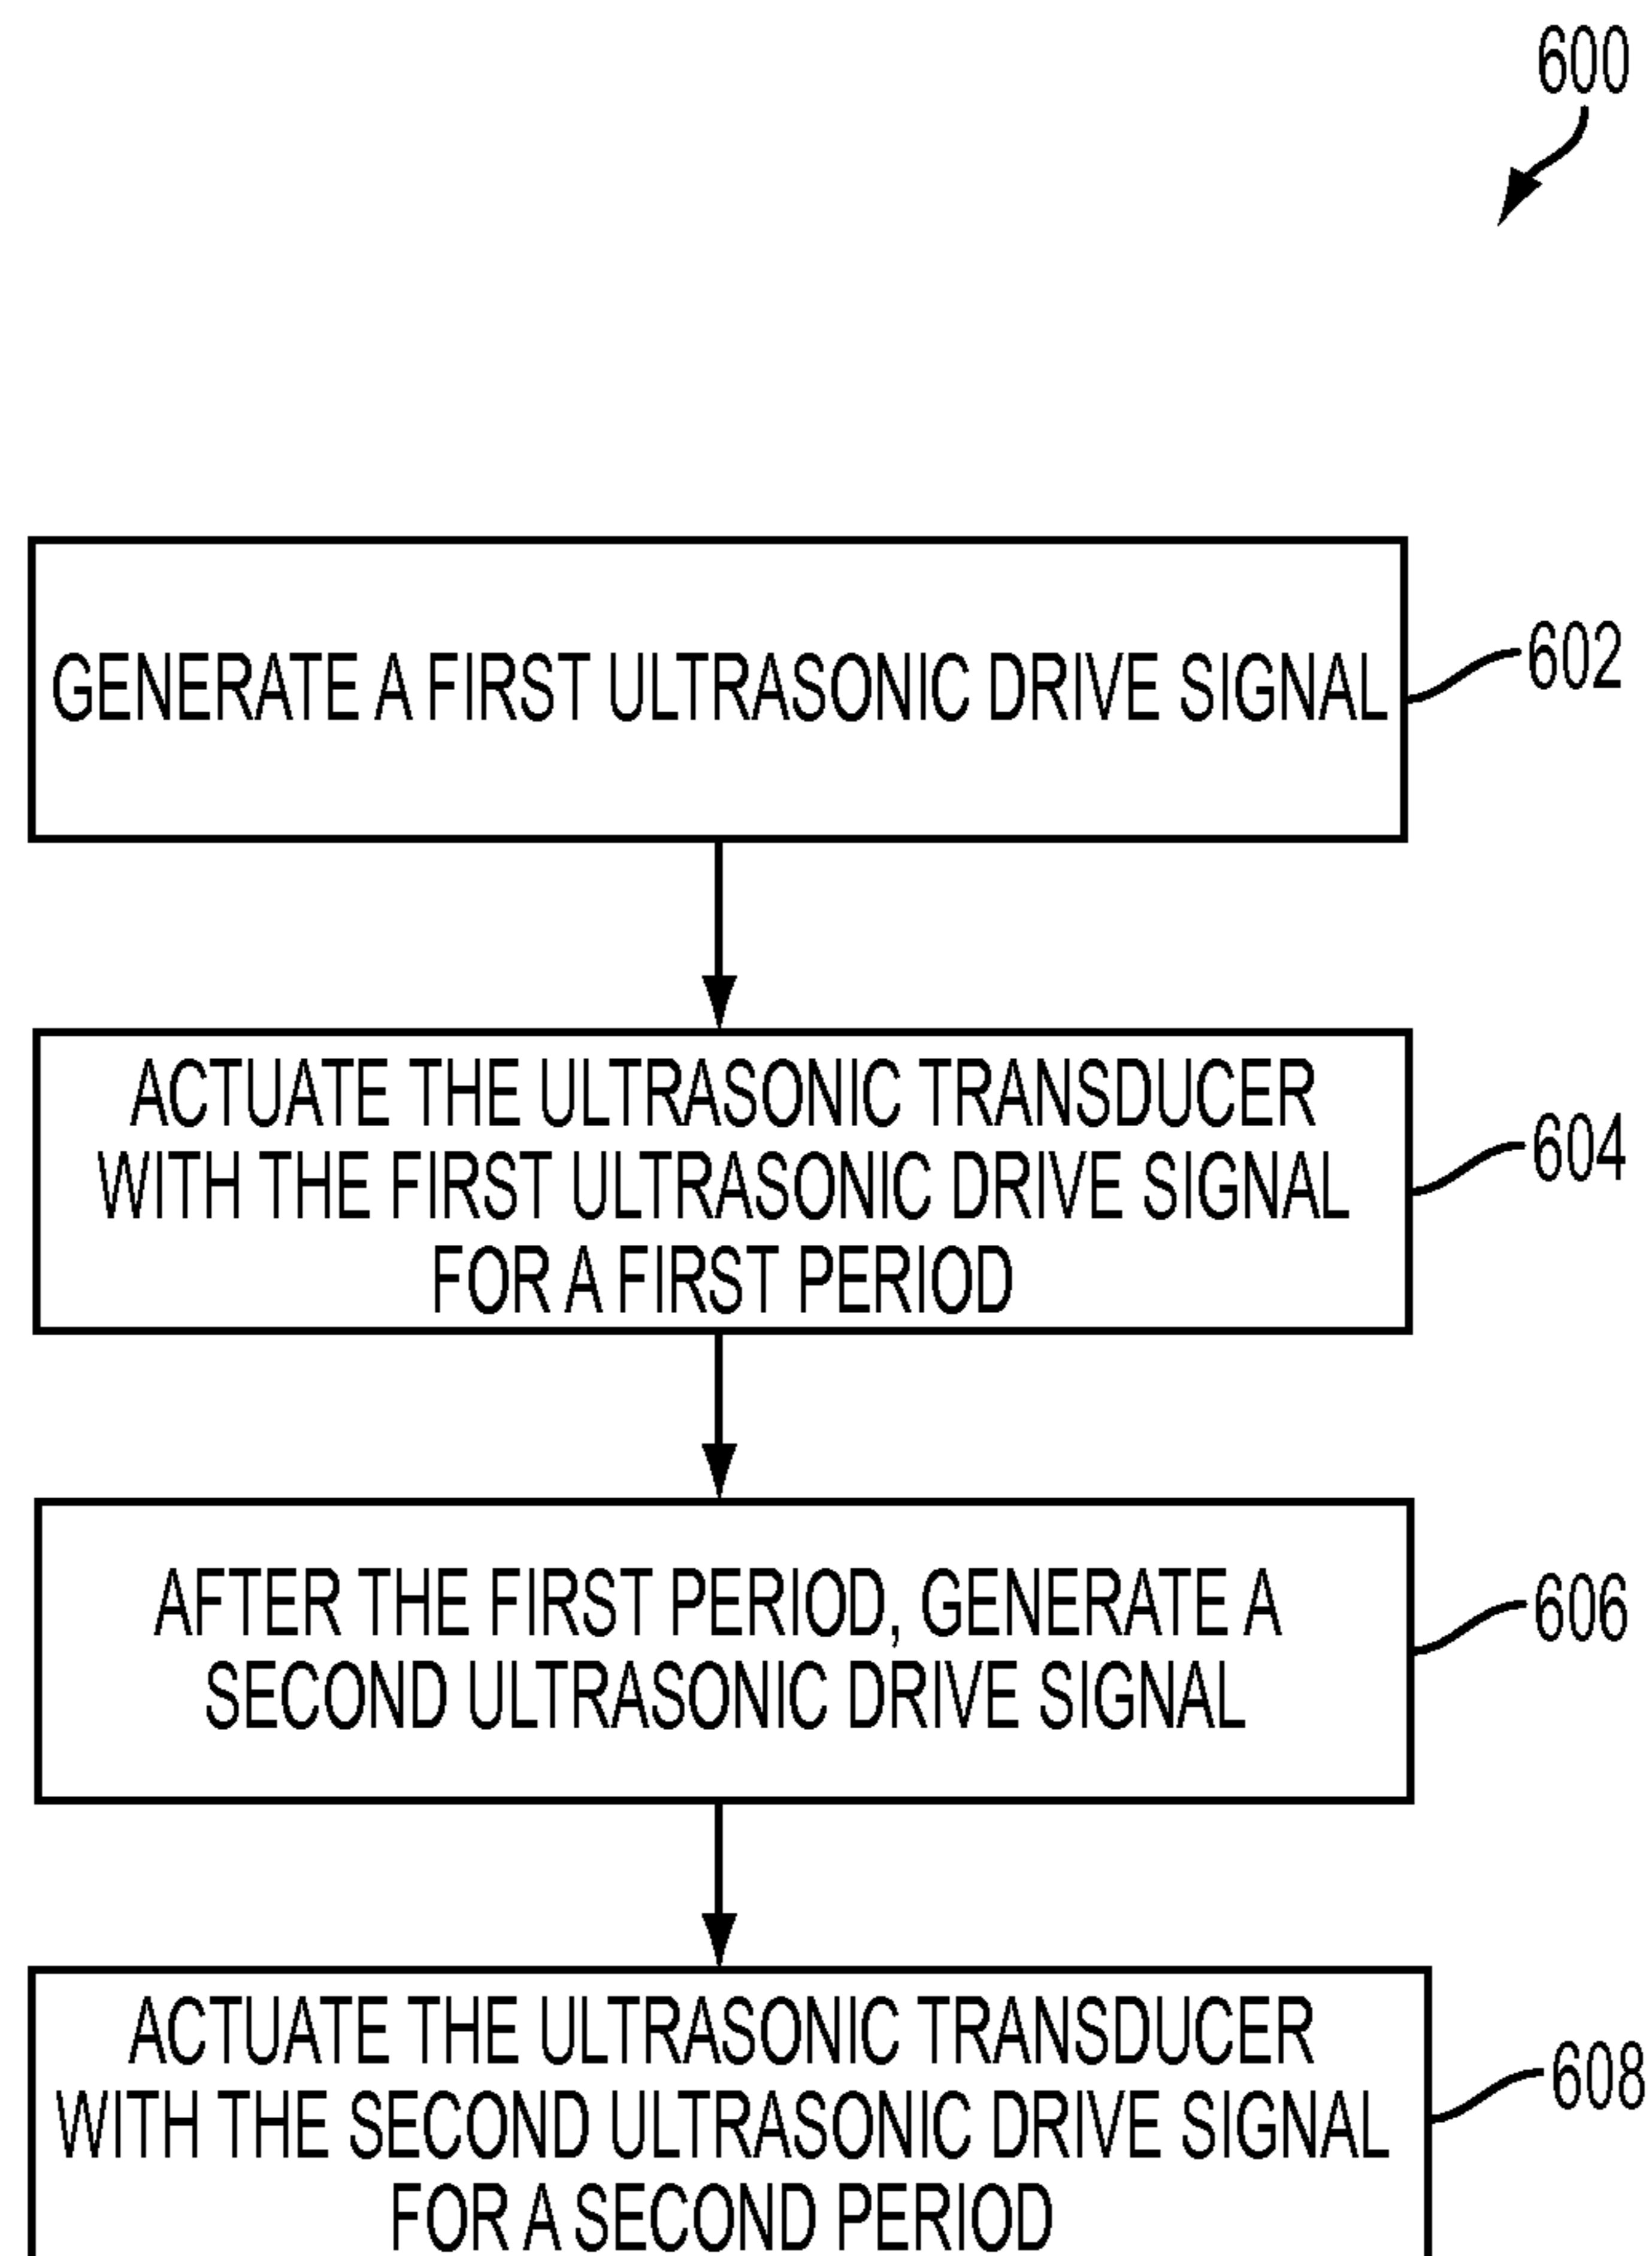 600
GENERATE A FIRST ULTRASONIC DRIVE SIGNAL
602
ACTUATE THE ULTRASONIC TRANSDUCER
WITH THE FIRST ULTRASONIC DRIVE SIGNAL
FOR A FIRST PERIOD
604
AFTER THE FIRST PERIOD, GENERATE A
SECOND ULTRASONIC DRIVE SIGNAL
606
ACTUATE THE ULTRASONIC TRANSDUCER
WITH THE SECOND ULTRASONIC DRIVE SIGNAL
FOR A SECOND PERIOD
608